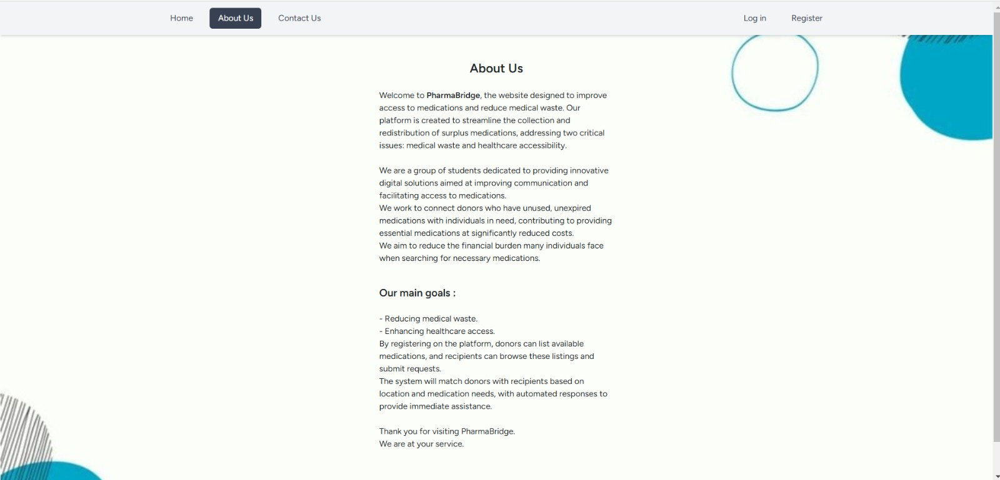 Home About Us Contact Us Log in Register
About Us
Welcome to PharmaBridge, the website designed to improve
access to medications and reduce medical waste. Our
platform is created to streamline the collection and
redistribution of surplus medications, addressing two critical
issues: medical waste and healthcare accessibility.
We are a group of students dedicated to providing innovative
digital solutions aimed at improving communication and
facilitating access to medications.
We work to connect donors who have unused, unexpired
medications with individuals in need, contributing to providing
essential medications at significantly reduced costs.
We aim to reduce the financial burden many individuals face
when searching for necessary medications.
Our main goals :
- Reducing medical waste.
- Enhancing healthcare access.
By registering on the platform, donors can list available
medications, and recipients can browse these listings and
submit requests.
The system will match donors with recipients based on
location and medication needs, with automated responses to
provide immediate assistance.
Thank you for visiting PharmaBridge.
We are at your service.